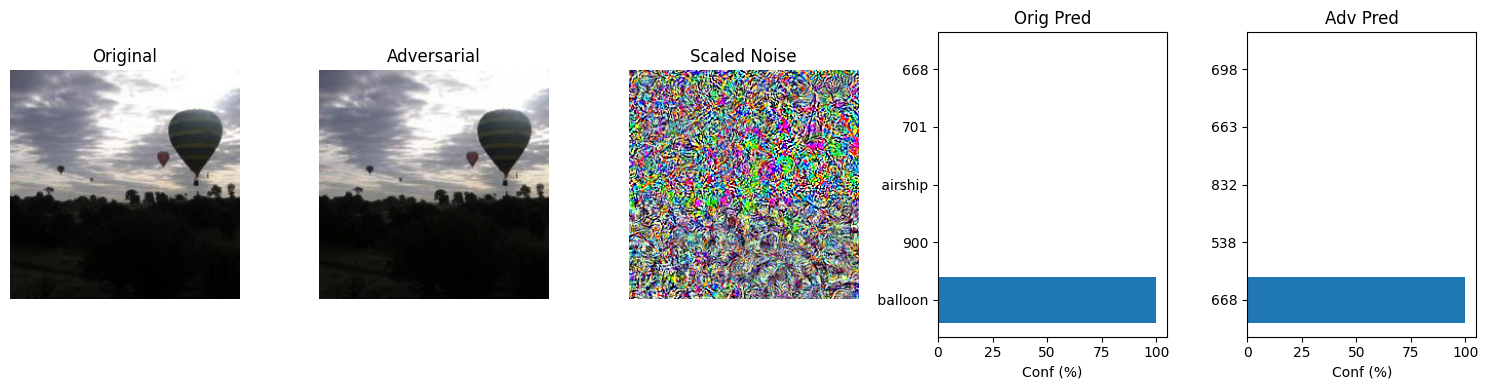 Original
Adversarial
Scaled Noise
Orig Pred
668
701
airship
900
balloon
0 25 50 75 100
Conf (%)
Adv Pred
698
663
832
538
668
0 25 50 75 100
Conf (%)